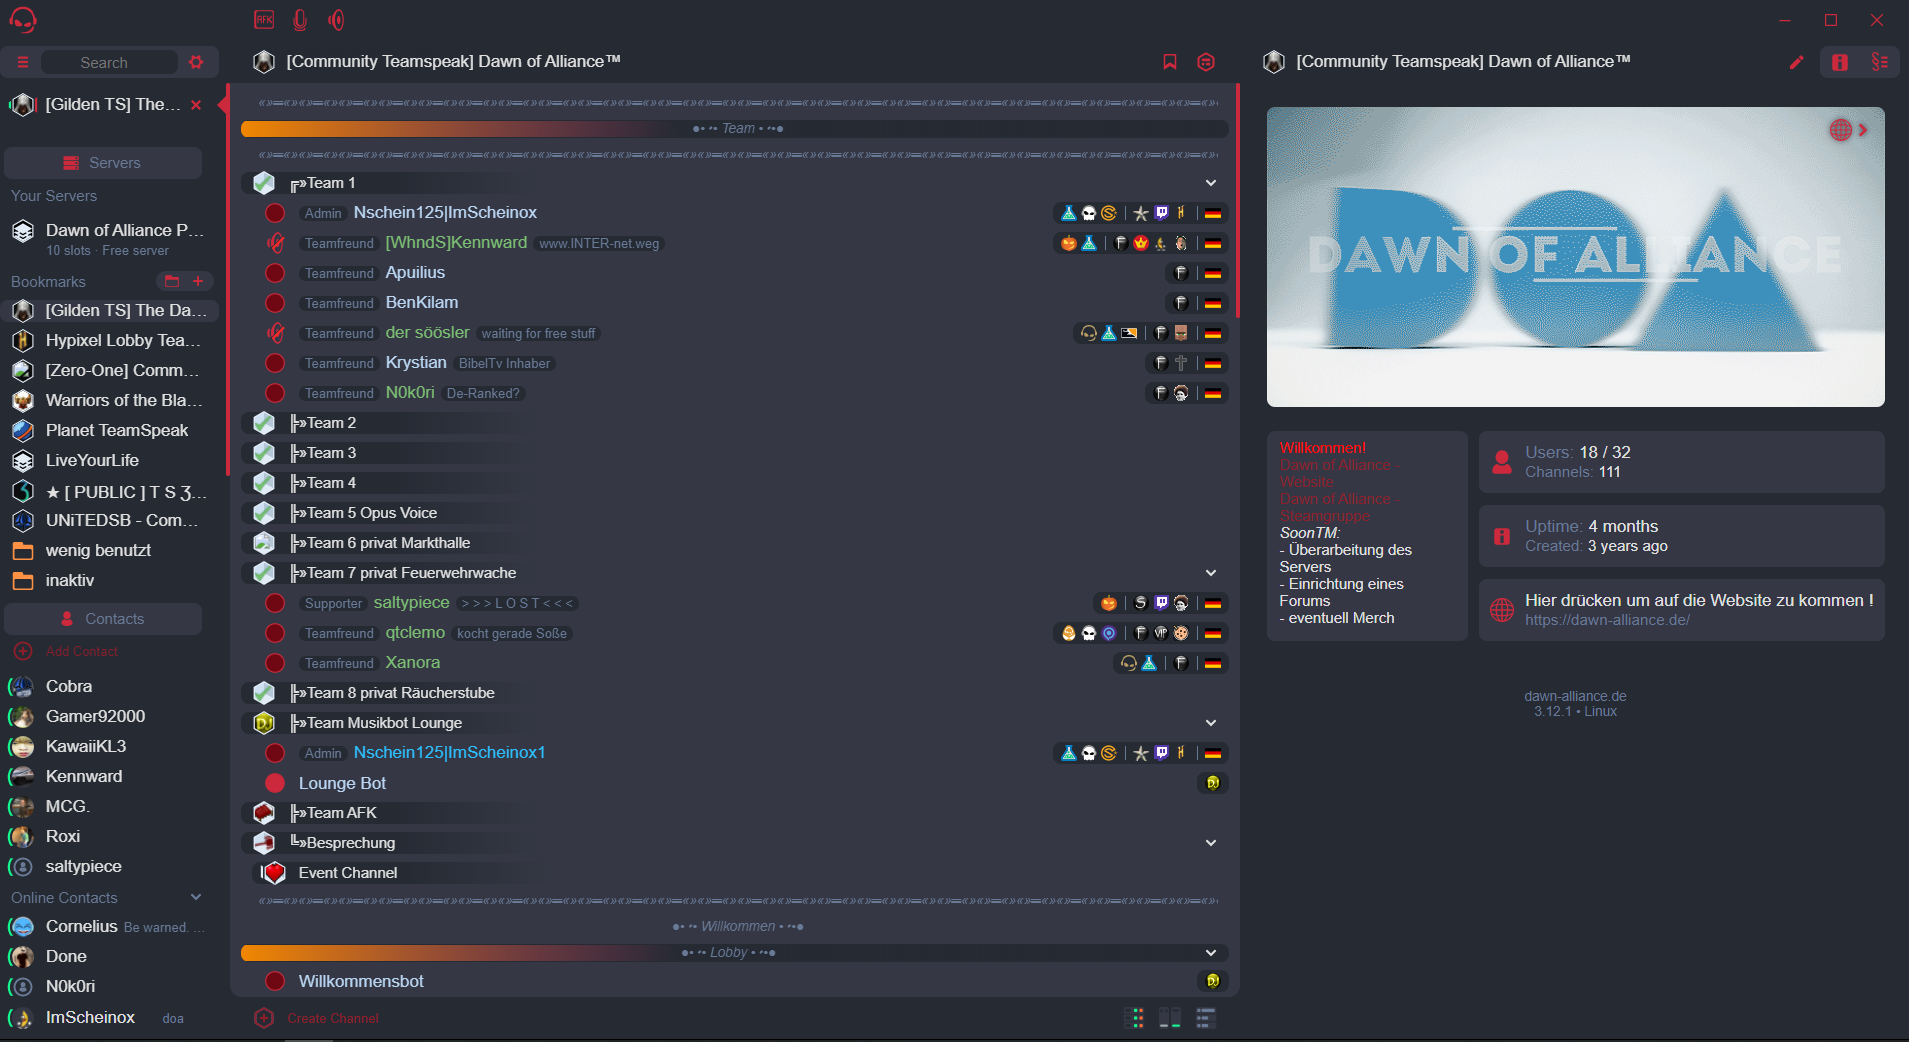 AFK
Search
[Community Teamspeak] Dawn of Alliance™
[Community Teamspeak] Dawn of Alliance™
[Gilden TS] The...
Servers
Your Servers
Dawn of Alliance P...
10 slots · Free server
Bookmarks
[Gilden TS] The Da...
Hypixel Lobby Tea...
[Zero-One] Comm...
Warriors of the Bla...
Planet TeamSpeak
LiveYourLife
★ [ PUBLIC ] T S 3...
UNiTEDSB - Com...
wenig benutzt
inaktiv
Contacts
Add Contact
Cobra
Gamer92000
KawaiiKL3
Kennward
MCG.
Roxi
saltypiece
Online Contacts
Cornelius Be warned. ...
Done
N0k0ri
ImScheinox doa
●• ·•• Team • ·•●
╔»Team 1
Admin Nschein125|ImScheinox
Teamfreund [WhndS]Kennward www.INTER-net.weg
Teamfreund Apuilius
Teamfreund BenKilam
Teamfreund der söösler waiting for free stuff
Teamfreund Krystian BibelTv Inhaber
Teamfreund N0k0ri De-Ranked?
╠»Team 2
╠»Team 3
╠»Team 4
╠»Team 5 Opus Voice
╠»Team 6 privat Markthalle
╠»Team 7 privat Feuerwehrwache
Supporter saltypiece > > > L O S T < < <
Teamfreund qtclemo kocht gerade Soße
VIP
Teamfreund Xanora
╠»Team 8 privat Räucherstube
DJ ╠»Team Musikbot Lounge
Admin Nschein125|ImScheinox1
Lounge Bot DJ
╠»Team AFK
╚»Besprechung
Event Channel
●• ·•• Willkommen • ·•●
●• ·•• Lobby • ·•●
Willkommensbot DJ
Create Channel
DOA
DAWN OF ALLIANCE
Willkommen!
Dawn of Alliance -
Website
Dawn of Alliance -
Steamgruppe
SoonTM:
- Überarbeitung des
Servers
- Einrichtung eines
Forums
- eventuell Merch
Users: 18 / 32
Channels: 111
Uptime: 4 months
Created: 3 years ago
Hier drücken um auf die Website zu kommen !
https://dawn-alliance.de/
dawn-alliance.de
3.12.1 • Linux